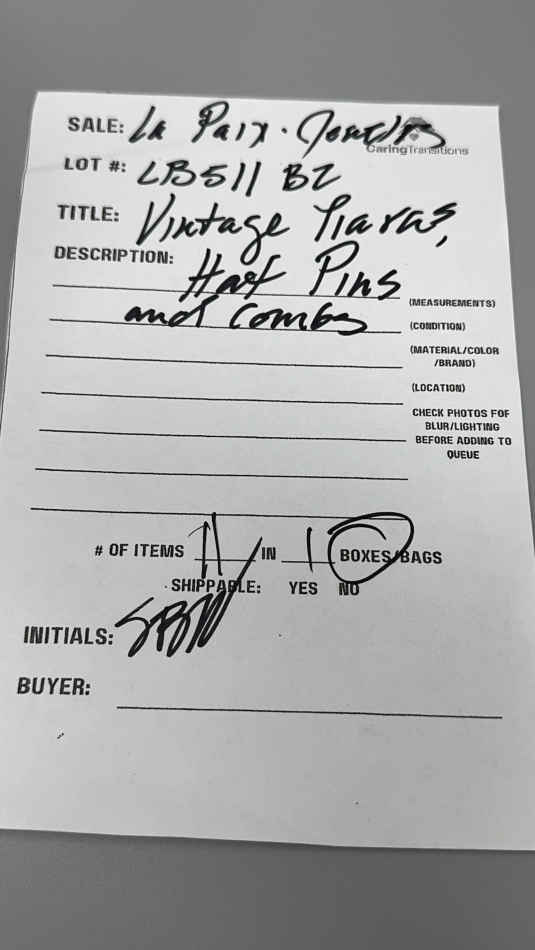 SALE: La Paix.
CaringTransitions
LOT #: LB511 BZ
TITLE: Vintage Tiaras,
DESCRIPTION: Hat Pins
(MEASUREMENTS)
and Combs
(CONDITION)
(MATERIAL/COLOR
/BRAND)
(LOCATION)
CHECK PHOTOS FOR
BLUR/LIGHTING
BEFORE ADDING TO
QUEUE
# OF ITEMS 11 IN 1 BOXES/BAGS
SHIPPABLE: YES NO
INITIALS:
BUYER: